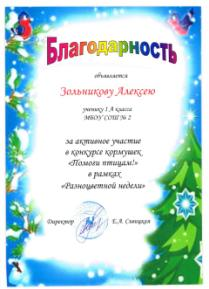 Благодарность
объявляется
Зольникову Алексею
ученику 1 А класса
МБОУ СОШ № 2
за активное участие
в конкурсе кормушек
«Помоги птицам!»
в рамках
«Разноцветной недели»
Директор Е.А. Савицкая